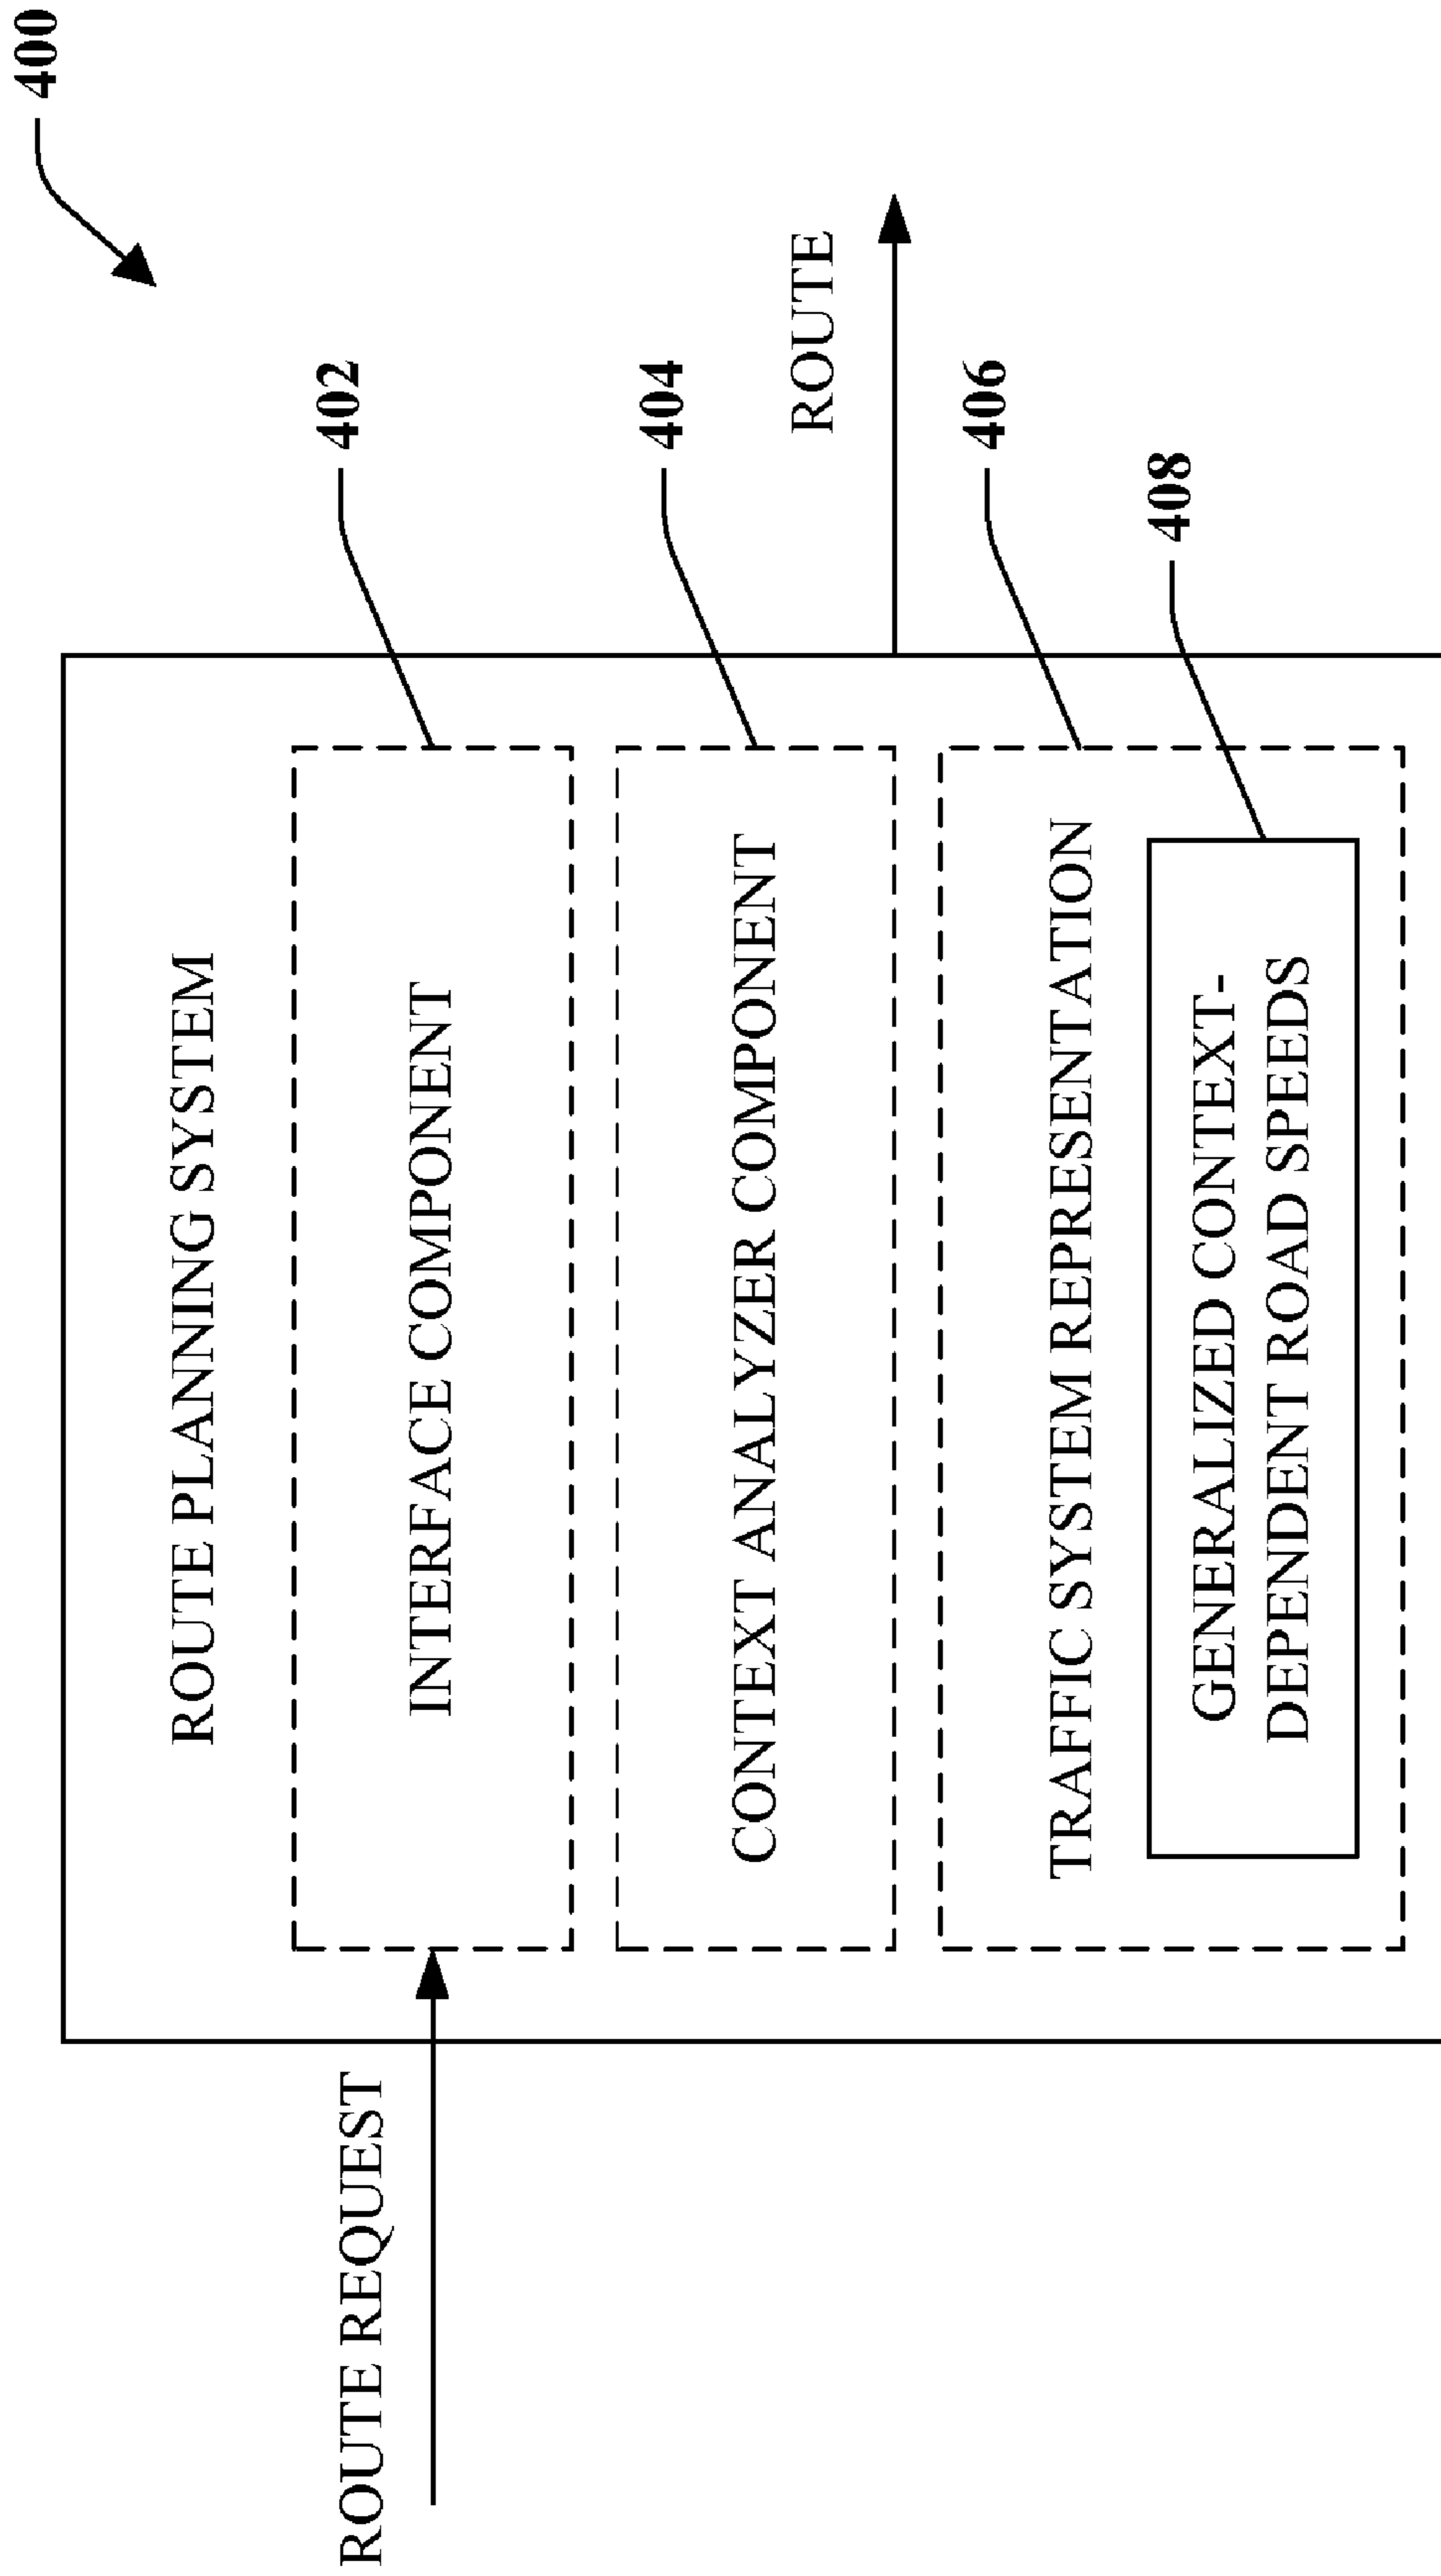 400
ROUTE PLANNING SYSTEM
402
ROUTE REQUEST
INTERFACE COMPONENT
404
CONTEXT ANALYZER COMPONENT
ROUTE
406
TRAFFIC SYSTEM REPRESENTATION
408
GENERALIZED CONTEXT-
DEPENDENT ROAD SPEEDS